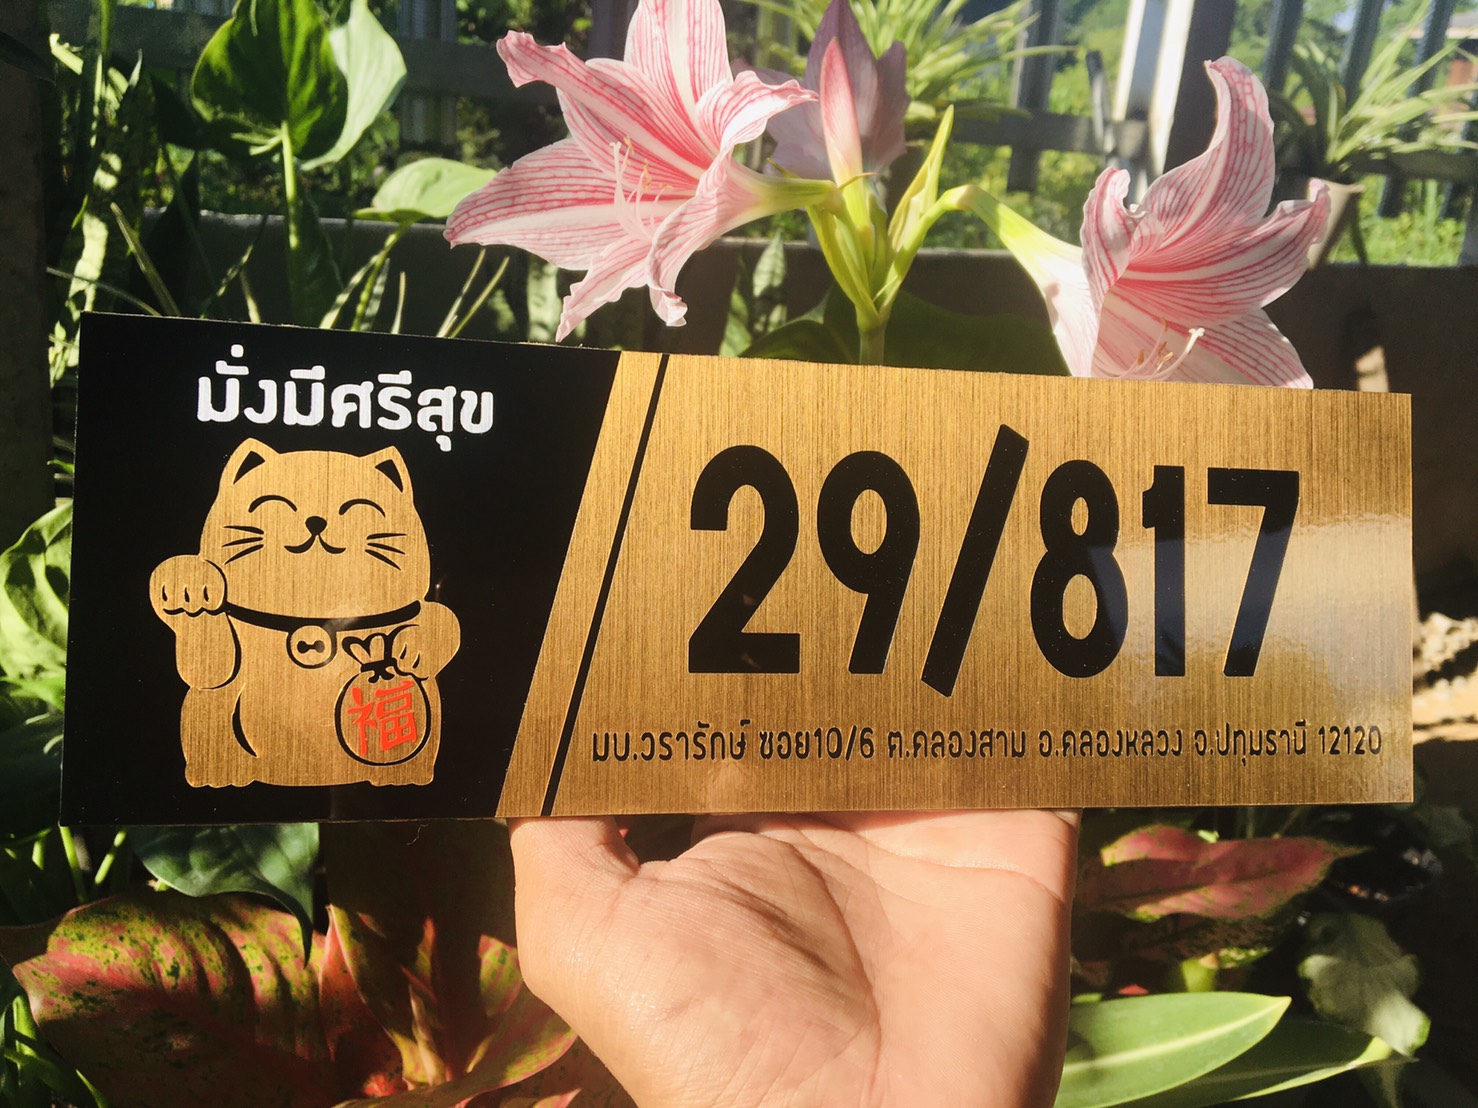 มั่งมีศรีสุข
福
29/817
มบ.วรารักษ์ ซอย10/6 ต.คลองสาม อ.คลองหลวง จ.ปทุมธานี 12120